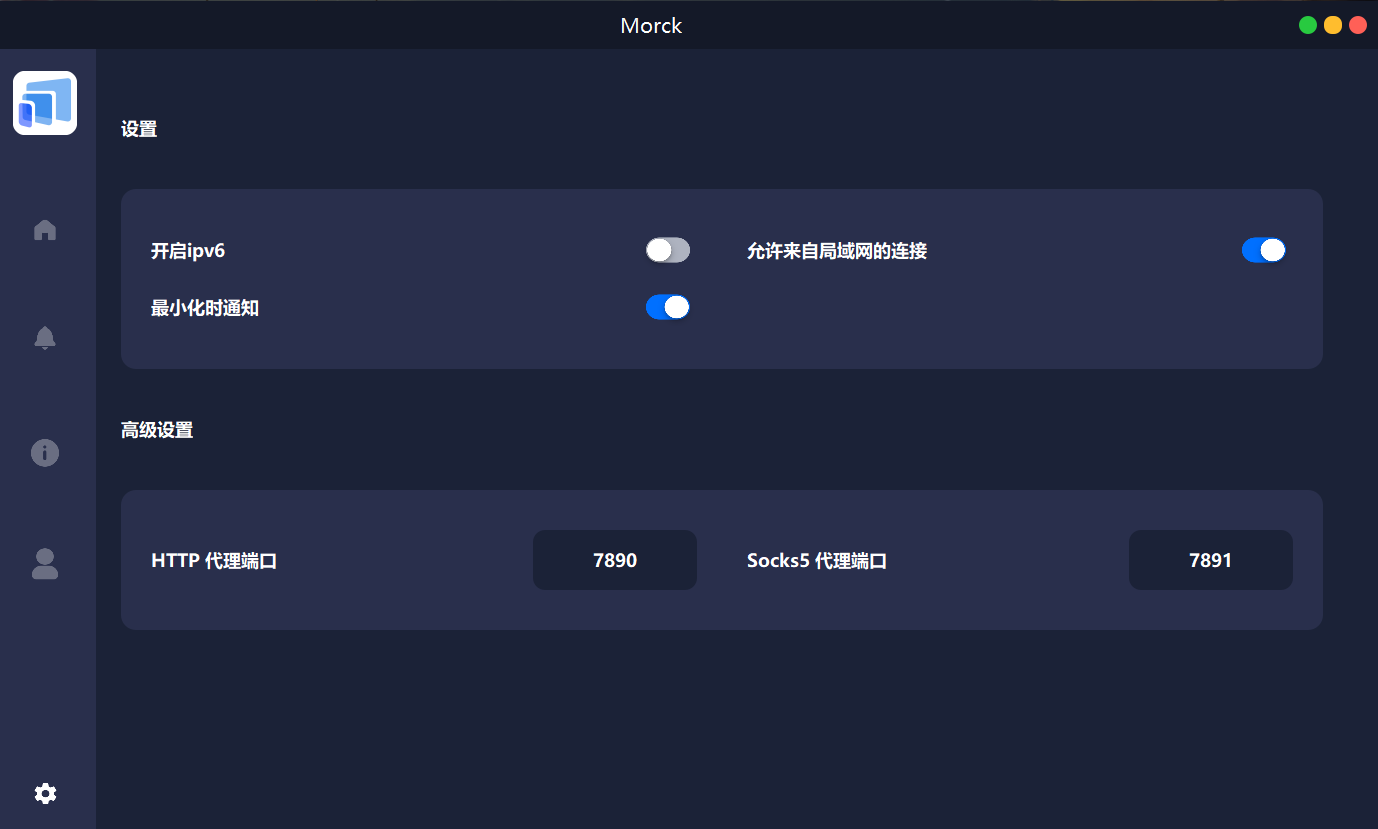 Morck
设置
开启ipv6
允许来自局域网的连接
最小化时通知
高级设置
HTTP 代理端口
7890
Socks5 代理端口
7891